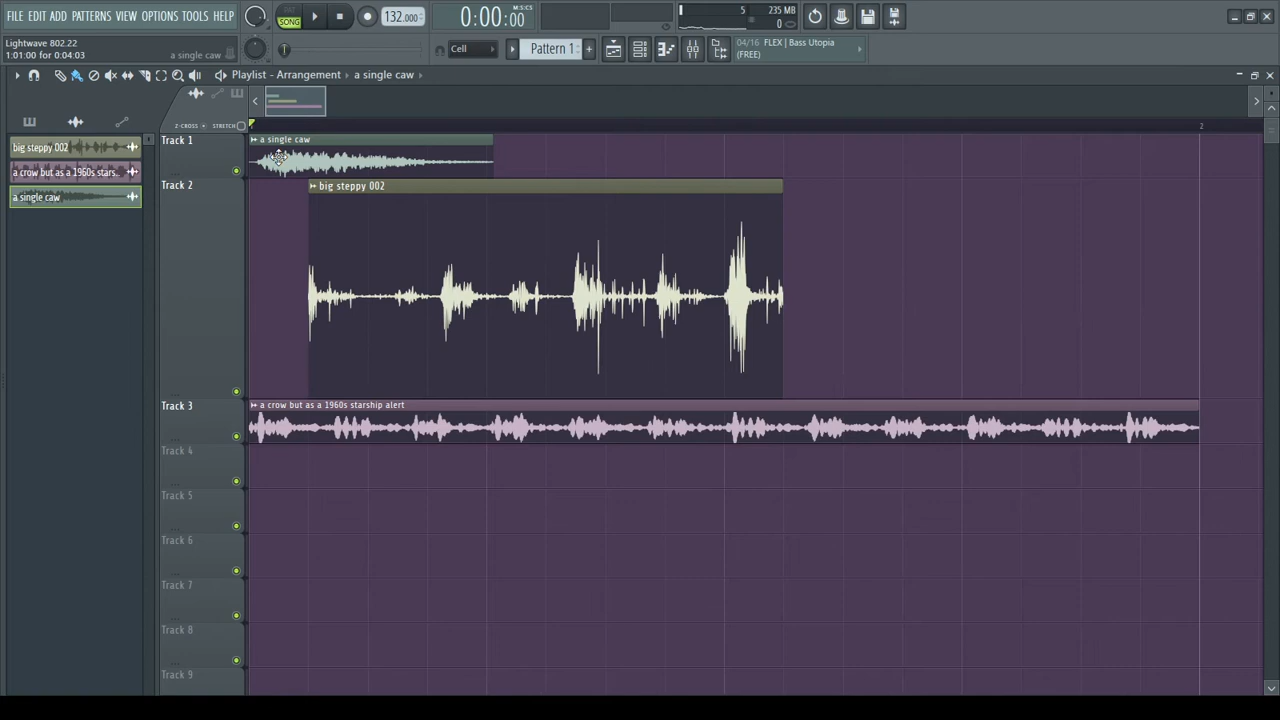 FILE EDIT ADD PATTERNS VIEW OPTIONS TOOLS HELP
SONG
132.000
0:00:00
M:S:CS
5
235 MB
0
Lightwave 802.22
1:01:00 for 0:04:03
a single caw
Cell
Pattern 1
+
04/16 FLEX | Bass Utopia
(FREE)
Playlist - Arrangement
a single caw
Z-CROSS
STRETCH
2
big steppy 002
a crow but as a 1960s stars..
a single caw
Track 1
a single caw
Track 2
big steppy 002
Track 3
a crow but as a 1960s starship alert
Track 4
Track 5
Track 6
Track 7
Track 8
Track 9